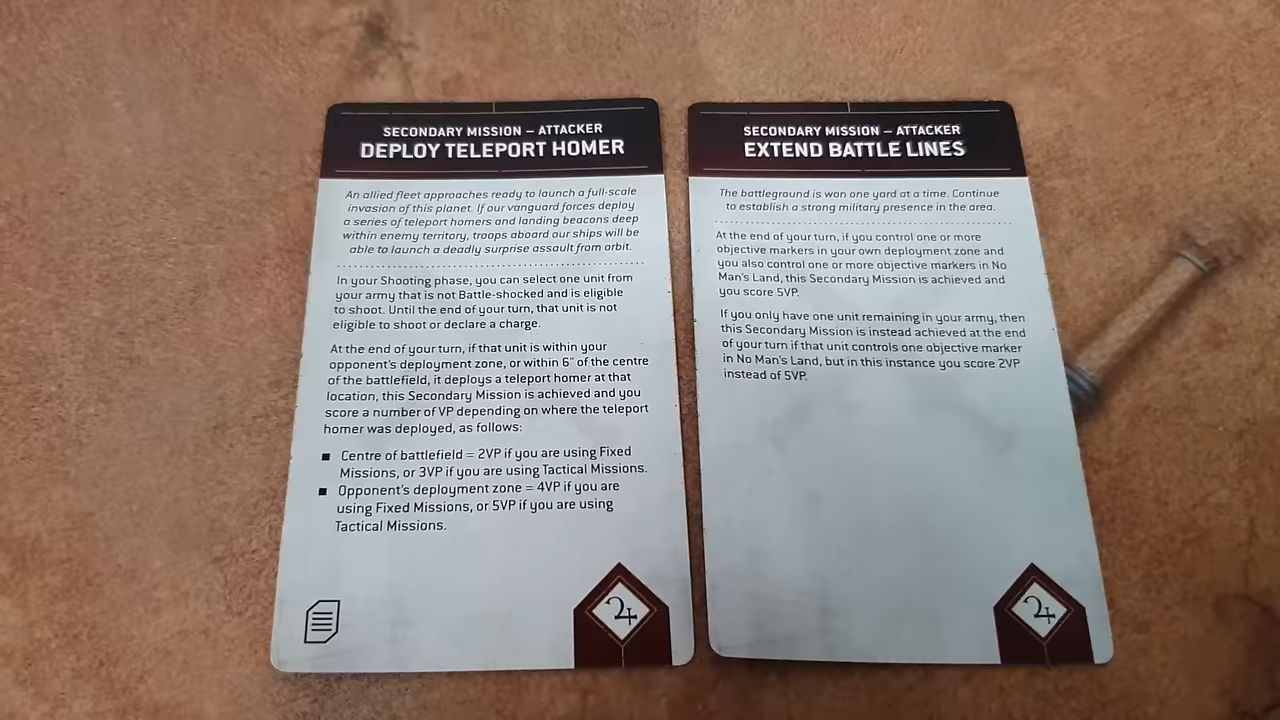 SECONDARY MISSION – ATTACKER
DEPLOY TELEPORT HOMER
An allied fleet approaches ready to launch a full-scale
invasion of this planet. If our vanguard forces deploy
a series of teleport homers and landing beacons deep
within enemy territory, troops aboard our ships will be
able to launch a deadly surprise assault from orbit.
In your Shooting phase, you can select one unit from
your army that is not Battle-shocked and is eligible
to shoot. Until the end of your turn, that unit is not
eligible to shoot or declare a charge.
At the end of your turn, if that unit is within your
opponent's deployment zone, or within 6" of the centre
of the battlefield, it deploys a teleport homer at that
location, this Secondary Mission is achieved and you
score a number of VP depending on where the teleport
homer was deployed, as follows:
■ Centre of battlefield = 2VP if you are using Fixed
Missions, or 3VP if you are using Tactical Missions.
■ Opponent's deployment zone = 4VP if you are
using Fixed Missions, or 5VP if you are using
Tactical Missions.
SECONDARY MISSION – ATTACKER
EXTEND BATTLE LINES
The battleground is won one yard at a time. Continue
to establish a strong military presence in the area.
At the end of your turn, if you control one or more
objective markers in your own deployment zone and
you also control one or more objective markers in No
Man's Land, this Secondary Mission is achieved and
you score 5VP.
If you only have one unit remaining in your army, then
this Secondary Mission is instead achieved at the end
of your turn if that unit controls one objective marker
in No Man's Land, but in this instance you score 2VP
instead of 5VP.